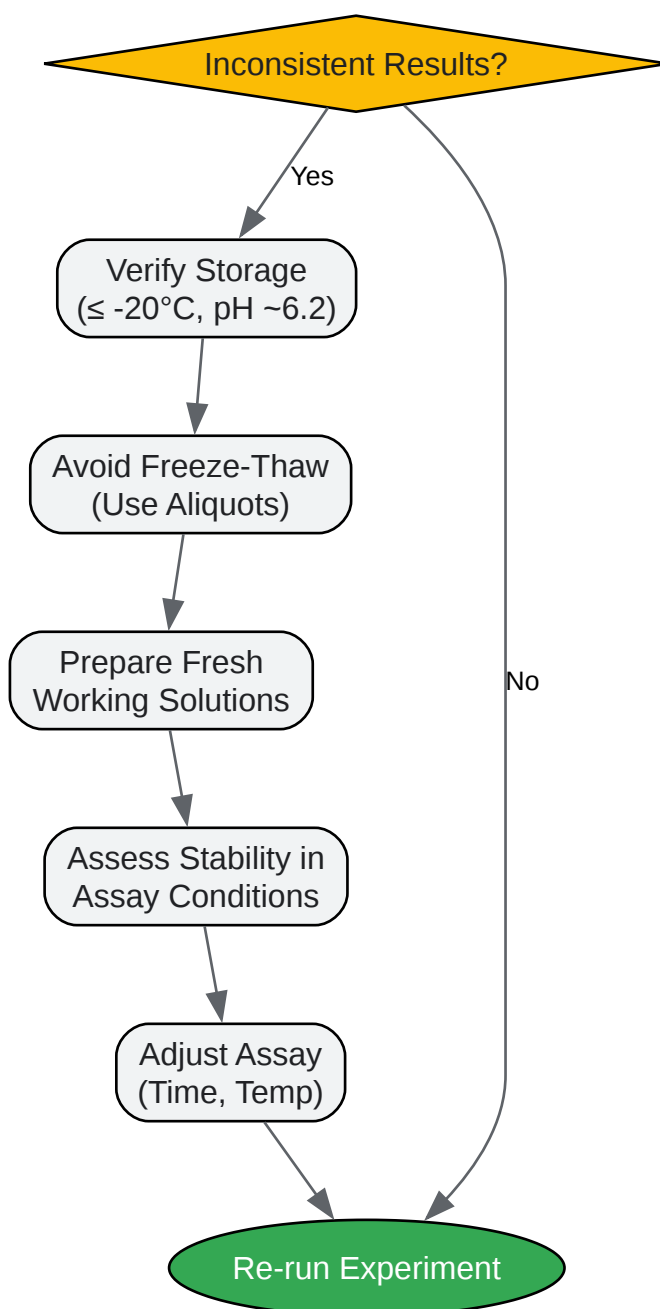 Inconsistent Results?
Yes
Verify Storage
(≤ -20°C, pH ~6.2)
Avoid Freeze-Thaw
(Use Aliquots)
Prepare Fresh
Working Solutions
No
Assess Stability in
Assay Conditions
Adjust Assay
(Time, Temp)
Re-run Experiment